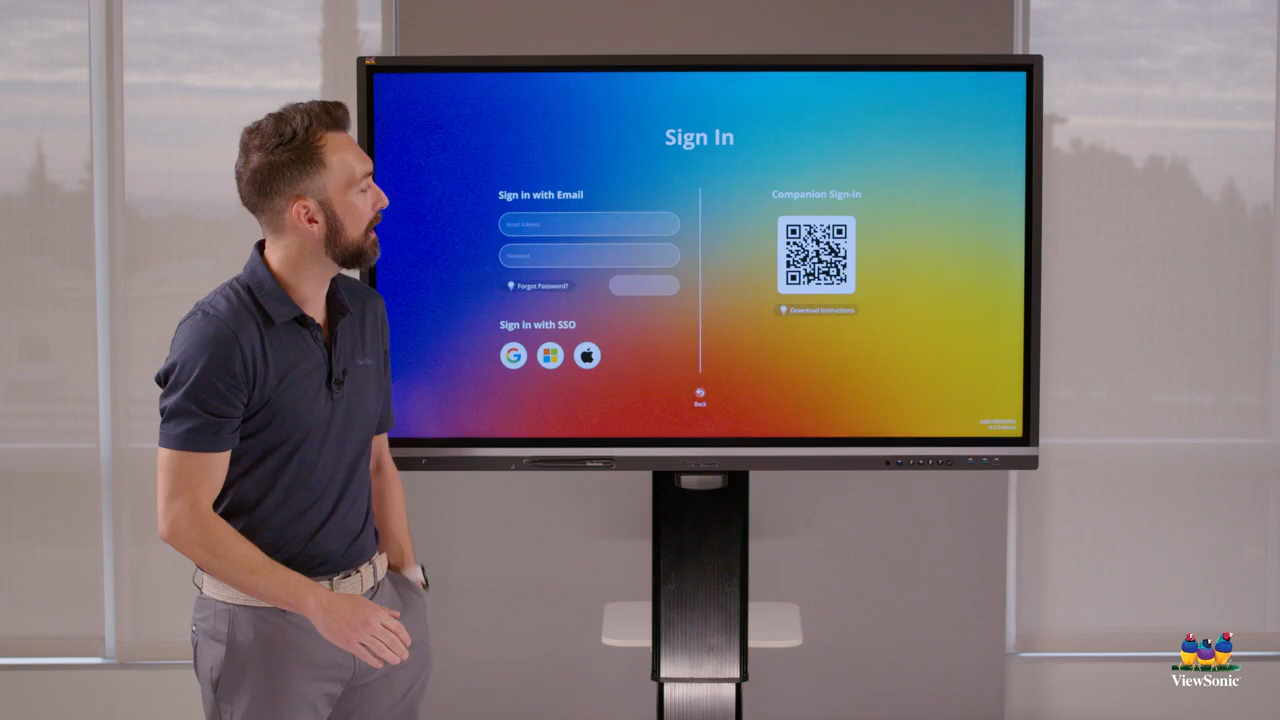 Sign In
Sign in with Email
Email Address
Password
Forgot Password?
Sign in with SSO
Companion Sign-in
Download Instructions
Back
ViewSonic